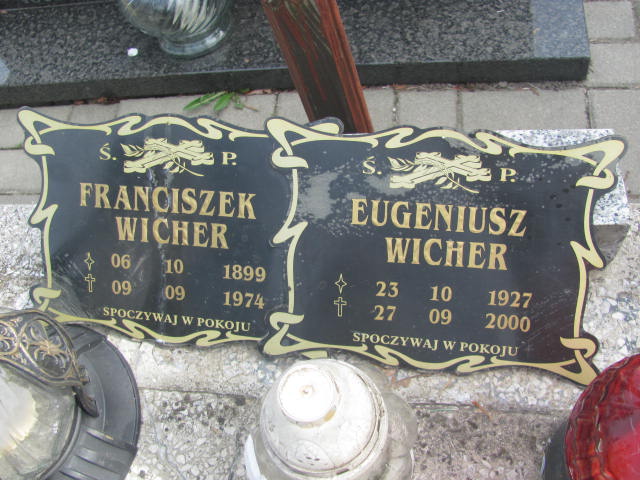 Ś. P.
FRANCISZEK
WICHER
06 10 1899
09 09 1974
SPOCZYWAJ W POKOJU
Ś. P.
EUGENIUSZ
WICHER
23 10 1927
27 09 2000
SPOCZYWAJ W POKOJU